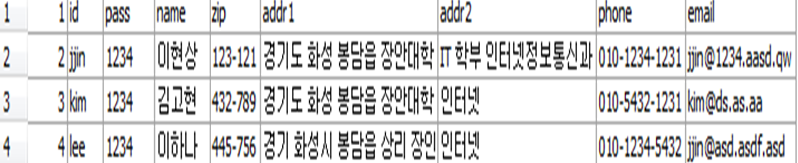 1 1 id pass name zip addr1 addr2 phone email
2 2 jjin 1234 이현상 123-121 경기도 화성 봉담읍 장안대학 IT 학부 인터넷정보통신과 010-1234-1231 jjin@1234.aasd.qw
3 3 kim 1234 김고현 432-789 경기도 화성 봉담읍 장안대학 인터넷 010-5432-1231 kim@ds.as.aa
4 4 lee 1234 이하나 445-756 경기 화성시 봉담읍 상리 장인 인터넷 010-1234-5432 jjin@asd.asdf.asd